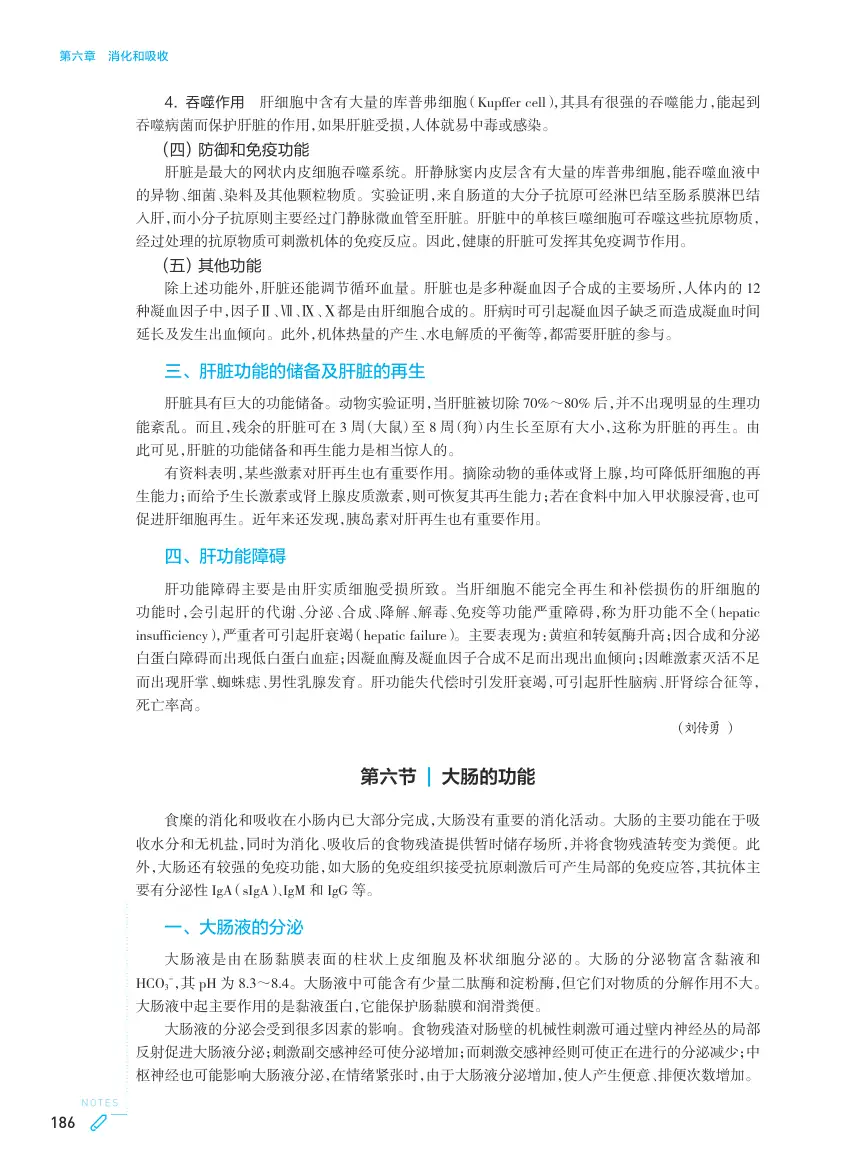 第六章 消化和吸收
4. 吞噬作用 肝细胞中含有大量的库普弗细胞(Kupffer cell),其具有很强的吞噬能力,能起到
吞噬病菌而保护肝脏的作用,如果肝脏受损,人体就易中毒或感染。
(四)防御和免疫功能
肝脏是最大的网状内皮细胞吞噬系统。肝静脉窦内皮层含有大量的库普弗细胞,能吞噬血液中
的异物、细菌、染料及其他颗粒物质。实验证明,来自肠道的大分子抗原可经淋巴结至肠系膜淋巴结
入肝,而小分子抗原则主要经过门静脉微血管至肝脏。肝脏中的单核巨噬细胞可吞噬这些抗原物质,
经过处理的抗原物质可刺激机体的免疫反应。因此,健康的肝脏可发挥其免疫调节作用。
(五)其他功能
除上述功能外,肝脏还能调节循环血量。肝脏也是多种凝血因子合成的主要场所,人体内的 12
种凝血因子中,因子Ⅱ、Ⅶ、Ⅸ、Ⅹ都是由肝细胞合成的。肝病时可引起凝血因子缺乏而造成凝血时间
延长及发生出血倾向。此外,机体热量的产生、水电解质的平衡等,都需要肝脏的参与。
三、肝脏功能的储备及肝脏的再生
肝脏具有巨大的功能储备。动物实验证明,当肝脏被切除 70%～80% 后,并不出现明显的生理功
能紊乱。而且,残余的肝脏可在 3 周(大鼠)至 8 周(狗)内生长至原有大小,这称为肝脏的再生。由
此可见,肝脏的功能储备和再生能力是相当惊人的。
有资料表明,某些激素对肝再生也有重要作用。摘除动物的垂体或肾上腺,均可降低肝细胞的再
生能力;而给予生长激素或肾上腺皮质激素,则可恢复其再生能力;若在食料中加入甲状腺浸膏,也可
促进肝细胞再生。近年来还发现,胰岛素对肝再生也有重要作用。
四、肝功能障碍
肝功能障碍主要是由肝实质细胞受损所致。当肝细胞不能完全再生和补偿损伤的肝细胞的
功能时,会引起肝的代谢、分泌、合成、降解、解毒、免疫等功能严重障碍,称为肝功能不全(hepatic
insufficiency),严重者可引起肝衰竭(hepatic failure)。主要表现为:黄疸和转氨酶升高;因合成和分泌
白蛋白障碍而出现低白蛋白血症;因凝血酶及凝血因子合成不足而出现出血倾向;因雌激素灭活不足
而出现肝掌、蜘蛛痣、男性乳腺发育。肝功能失代偿时引发肝衰竭,可引起肝性脑病、肝肾综合征等,
死亡率高。
(刘传勇 )
第六节 | 大肠的功能
食糜的消化和吸收在小肠内已大部分完成,大肠没有重要的消化活动。大肠的主要功能在于吸
收水分和无机盐,同时为消化、吸收后的食物残渣提供暂时储存场所,并将食物残渣转变为粪便。此
外,大肠还有较强的免疫功能,如大肠的免疫组织接受抗原刺激后可产生局部的免疫应答,其抗体主
要有分泌性 IgA(sIgA)、IgM 和 IgG 等。
一、大肠液的分泌
大肠液是由在肠黏膜表面的柱状上皮细胞及杯状细胞分泌的。大肠的分泌物富含黏液和
HCO₃⁻,其 pH 为 8.3～8.4。大肠液中可能含有少量二肽酶和淀粉酶,但它们对物质的分解作用不大。
大肠液中起主要作用的是黏液蛋白,它能保护肠黏膜和润滑粪便。
大肠液的分泌会受到很多因素的影响。食物残渣对肠壁的机械性刺激可通过壁内神经丛的局部
反射促进大肠液分泌;刺激副交感神经可使分泌增加;而刺激交感神经则可使正在进行的分泌减少;中
枢神经也可能影响大肠液分泌,在情绪紧张时,由于大肠液分泌增加,使人产生便意、排便次数增加。
NOTES
186